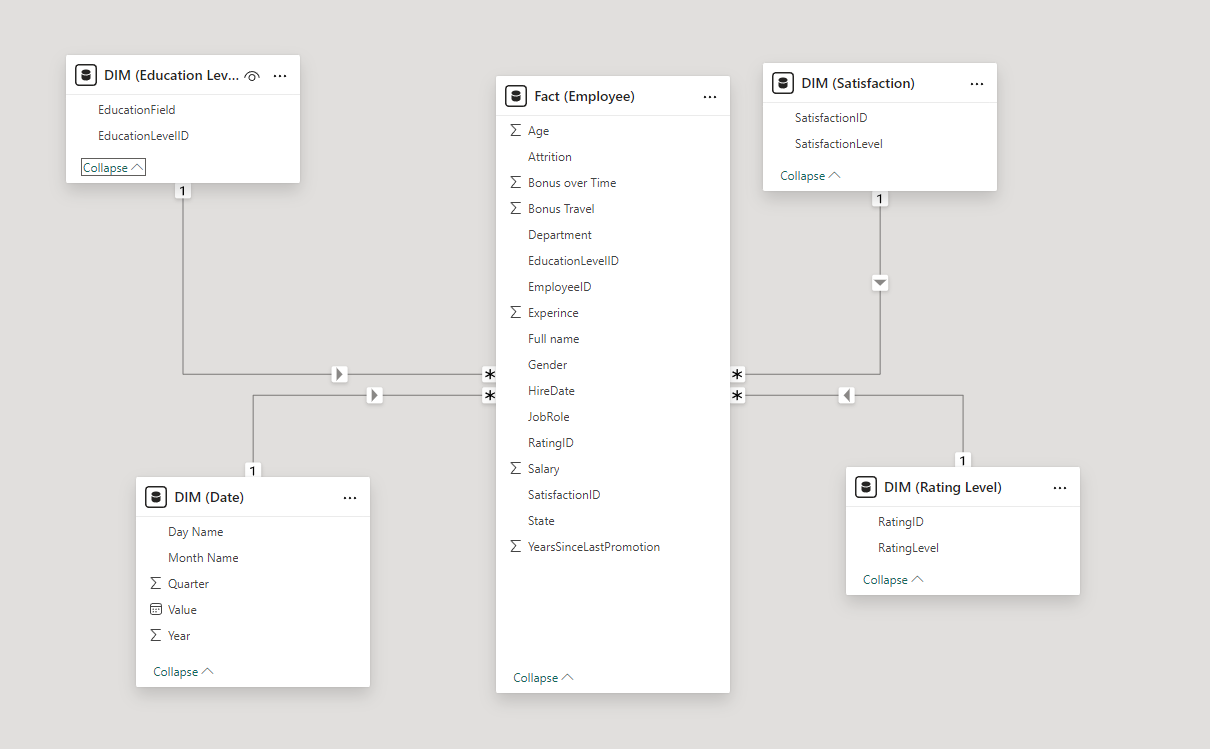 DIM (Education Lev...
EducationField
EducationLevelID
Collapse
1
Fact (Employee)
Age
Attrition
Bonus over Time
Bonus Travel
Department
EducationLevelID
EmployeeID
Experince
Full name
Gender
HireDate
JobRole
RatingID
Salary
SatisfactionID
State
YearsSinceLastPromotion
Collapse
DIM (Satisfaction)
SatisfactionID
SatisfactionLevel
Collapse
1
*
*
*
*
1
DIM (Date)
Day Name
Month Name
Quarter
Value
Year
Collapse
1
DIM (Rating Level)
RatingID
RatingLevel
Collapse